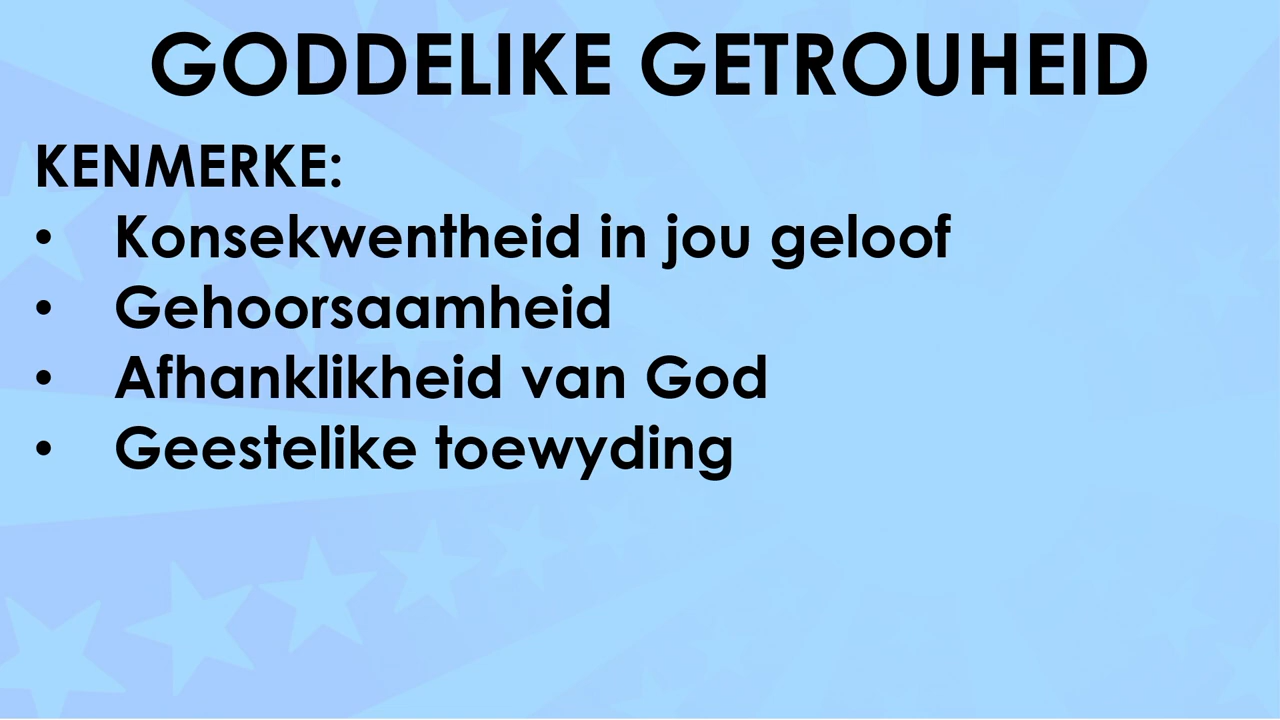 GODDELIKE GETROUHEID
KENMERKE:
• Konsekwentheid in jou geloof
• Gehoorsaamheid
• Afhanklikheid van God
• Geestelike toewyding